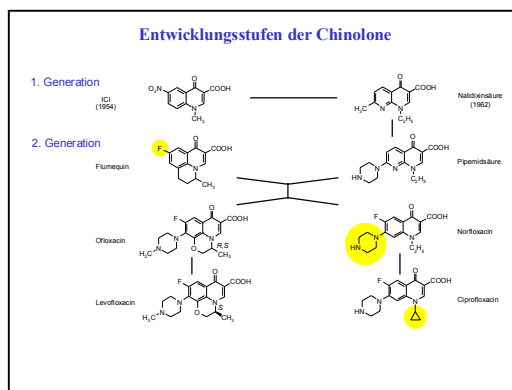 Entwicklungsstufen der Chinolone
1. Generation
ICI
(1954)
O₂N
O
COOH
N
CH₃
Nalidixinsäure
(1962)
O
COOH
H₃C
N
N
C₂H₅
2. Generation
Flumequin
F
O
COOH
N
CH₃
Pipemidsäure
O
COOH
N
N
N
N
HN
C₂H₅
Ofloxacin
F
O
COOH
N
N
N
H₃C
O
R,S
CH₃
Norfloxacin
F
O
COOH
N
N
HN
C₂H₅
Levofloxacin
F
O
COOH
N
N
N
H₃C
O
S
CH₃
Ciprofloxacin
F
O
COOH
N
N
HN